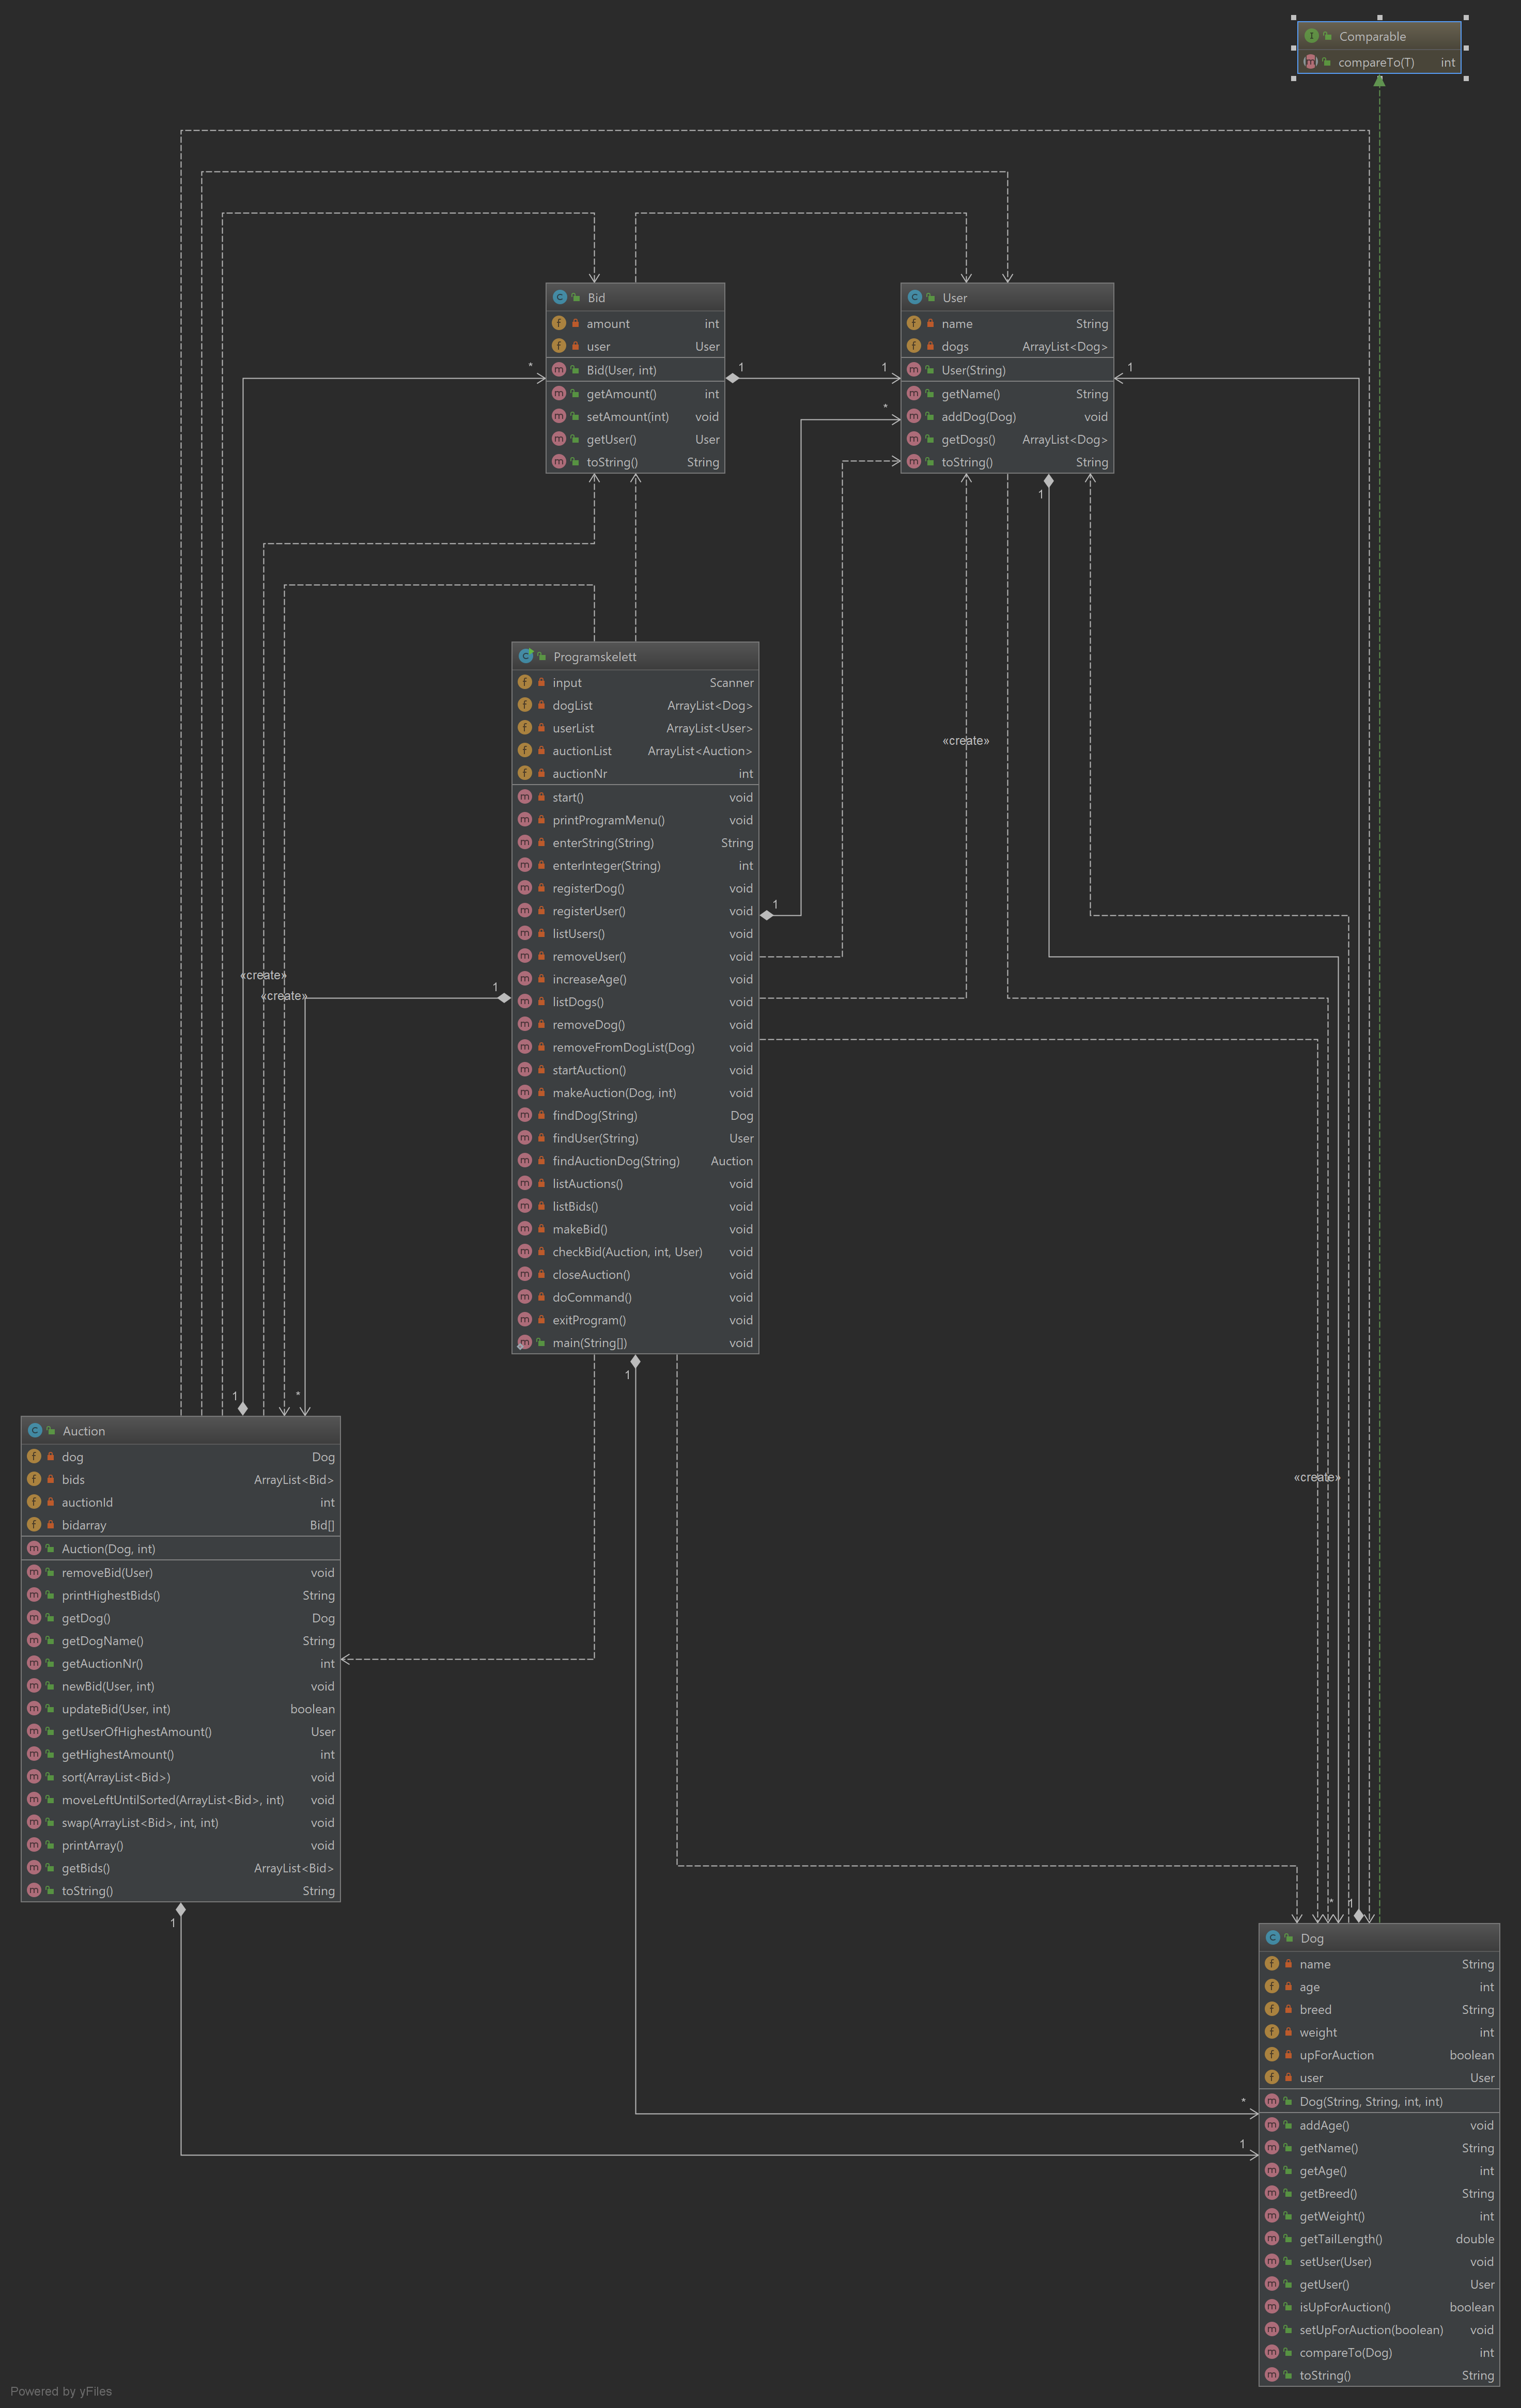 Comparable
compareTo(T) int
Bid
amount int
user User
Bid(User, int)
getAmount() int
setAmount(int) void
getUser() User
toString() String
User
name String
dogs ArrayList<Dog>
User(String)
getName() String
addDog(Dog) void
getDogs() ArrayList<Dog>
toString() String
*
1
1
1
*
1
Programskelett
input Scanner
dogList ArrayList<Dog>
userList ArrayList<User>
auctionList ArrayList<Auction>
auctionNr int
start() void
printProgramMenu() void
enterString(String) String
enterInteger(String) int
registerDog() void
registerUser() void
listUsers() void
removeUser() void
increaseAge() void
listDogs() void
removeDog() void
removeFromDogList(Dog) void
startAuction() void
makeAuction(Dog, int) void
findDog(String) Dog
findUser(String) User
findAuctionDog(String) Auction
listAuctions() void
listBids() void
makeBid() void
checkBid(Auction, int, User) void
closeAuction() void
doCommand() void
exitProgram() void
main(String[]) void
«create»
1
«create»
1
«create»
1
1
*
Auction
dog Dog
bids ArrayList<Bid>
auctionId int
bidarray Bid[]
Auction(Dog, int)
removeBid(User) void
printHighestBids() String
getDog() Dog
getDogName() String
getAuctionNr() int
newBid(User, int) void
updateBid(User, int) boolean
getUserOfHighestAmount() User
getHighestAmount() int
sort(ArrayList<Bid>) void
moveLeftUntilSorted(ArrayList<Bid>, int) void
swap(ArrayList<Bid>, int, int) void
printArray() void
getBids() ArrayList<Bid>
toString() String
«create»
1
* 1
Dog
name String
age int
breed String
weight int
upForAuction boolean
user User
Dog(String, String, int, int)
addAge() void
getName() String
getAge() int
getBreed() String
getWeight() int
getTailLength() double
setUser(User) void
getUser() User
isUpForAuction() boolean
setUpForAuction(boolean) void
compareTo(Dog) int
toString() String
*
1
Powered by yFiles